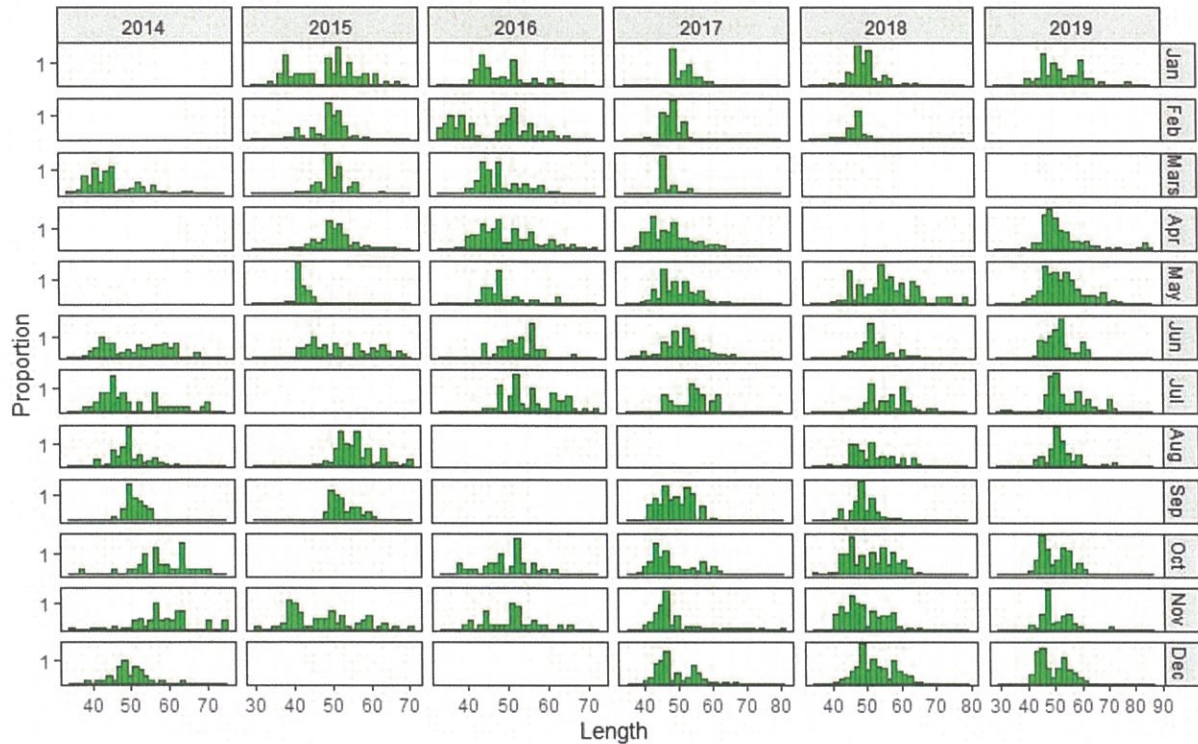 2014 2015 2016 2017 2018 2019
1 Jan
1 Feb
1 Mars
1 Apr
1 May
1 Jun
1 Jul
1 Aug
1 Sep
1 Oct
1 Nov
1 Dec
Proportion
40 50 60 70 30 40 50 60 70 40 50 60 70 40 50 60 70 80 40 50 60 70 80 30 40 50 60 70 80 90
Length